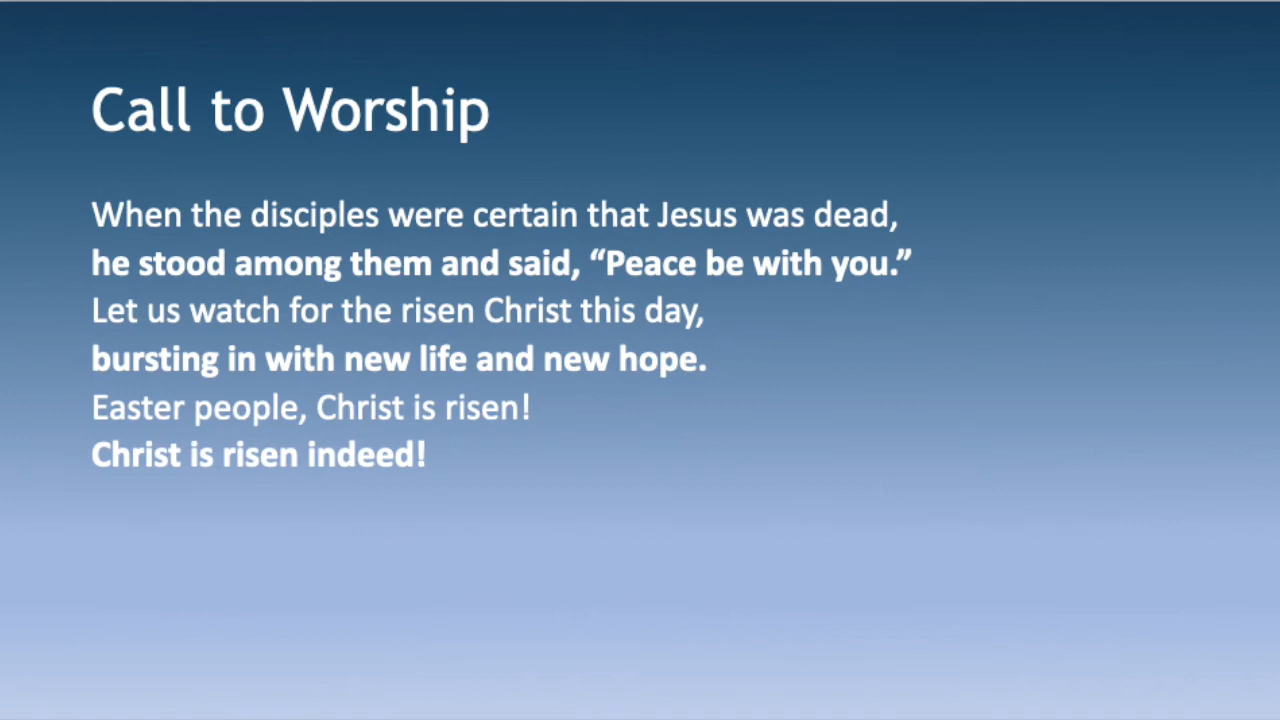 Call to Worship
When the disciples were certain that Jesus was dead,
he stood among them and said, “Peace be with you.”
Let us watch for the risen Christ this day,
bursting in with new life and new hope.
Easter people, Christ is risen!
Christ is risen indeed!